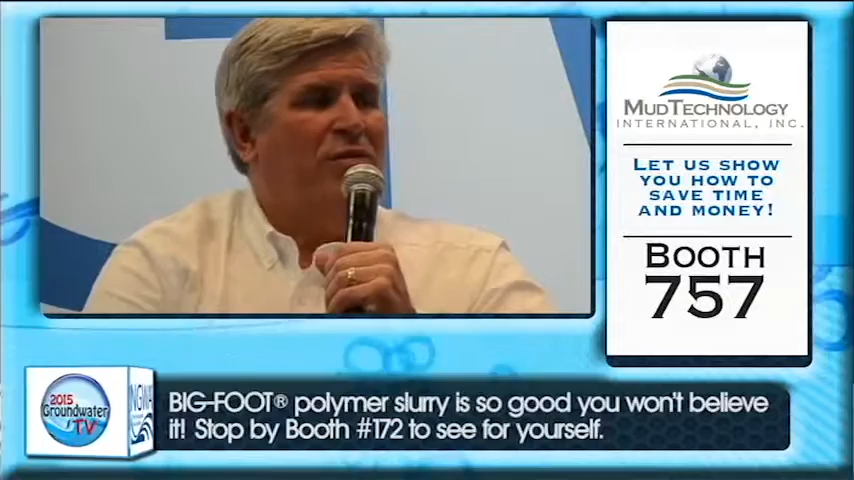 MUDTECHNOLOGY
INTERNATIONAL, INC.
LET US SHOW
YOU HOW TO
SAVE TIME
AND MONEY!
BOOTH
757
2015
Groundwater
TV
NGWA
BIG-FOOT® polymer slurry is so good you won't believe
it! Stop by Booth #172 to see for yourself.